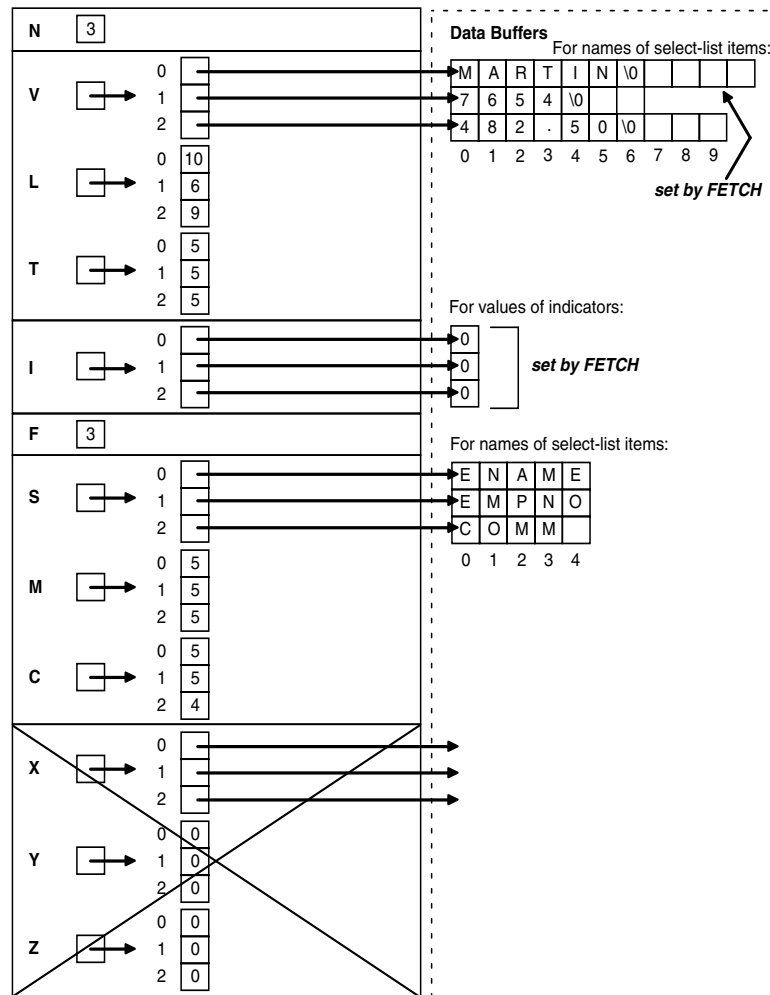 N 3
Data Buffers
For names of select-list items:
V
0 M A R T I N \0
1 7 6 5 4 \0
2 4 8 2 . 5 0 \0
0 1 2 3 4 5 6 7 8 9
set by FETCH
L
0 10
1 6
2 9
T
0 5
1 5
2 5
For values of indicators:
I
0 0
1 0
2 0
set by FETCH
F 3
For names of select-list items:
S
0 E N A M E
1 E M P N O
2 C O M M
0 1 2 3 4
M
0 5
1 5
2 5
C
0 5
1 5
2 4
X
0
1
2
Y
0 0
1 0
2 0
Z
0 0
1 0
2 0